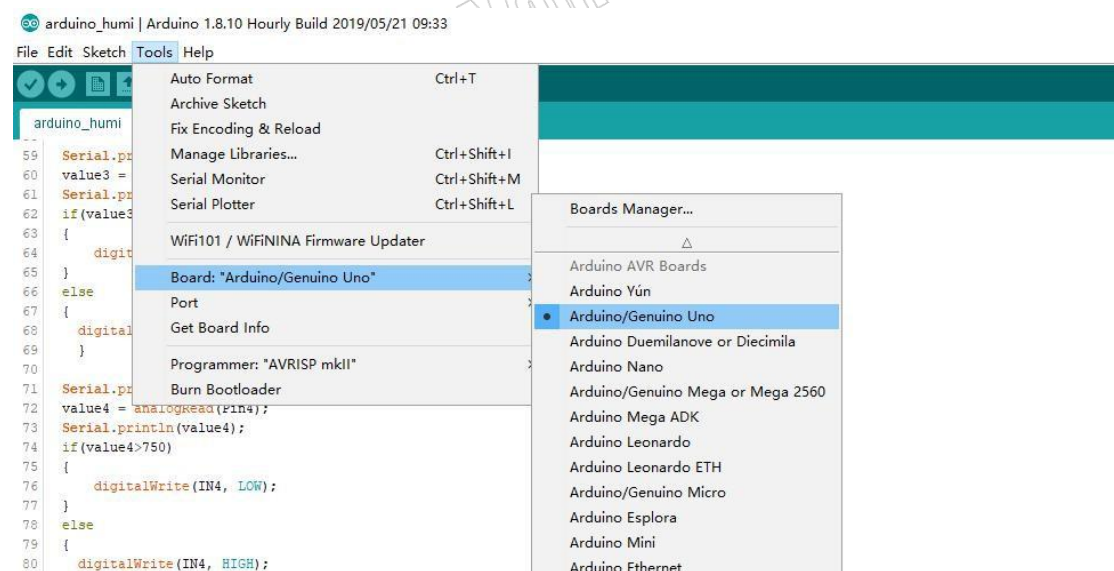 arduino_humi | Arduino 1.8.10 Hourly Build 2019/05/21 09:33
File Edit Sketch Tools Help
arduino_humi
Auto Format Ctrl+T
Archive Sketch
Fix Encoding & Reload
Manage Libraries... Ctrl+Shift+I
Serial Monitor Ctrl+Shift+M
Serial Plotter Ctrl+Shift+L
WiFi101 / WiFiNINA Firmware Updater
Board: "Arduino/Genuino Uno"
Port
Get Board Info
Programmer: "AVRISP mkII"
Burn Bootloader
Boards Manager...
Arduino AVR Boards
Arduino Yún
Arduino/Genuino Uno
Arduino Duemilanove or Diecimila
Arduino Nano
Arduino/Genuino Mega or Mega 2560
Arduino Mega ADK
Arduino Leonardo
Arduino Leonardo ETH
Arduino/Genuino Micro
Arduino Esplora
Arduino Mini
Arduino Ethernet
59 Serial.pr
60 value3 =
61 Serial.pr
62 if(value3
63 {
64 digit
65 }
66 else
67 {
68 digital
69 }
70
71 Serial.pr
72 value4 = analogRead(Pin4);
73 Serial.println(value4);
74 if(value4>750)
75 {
76 digitalWrite(IN4, LOW);
77 }
78 else
79 {
80 digitalWrite(IN4, HIGH);